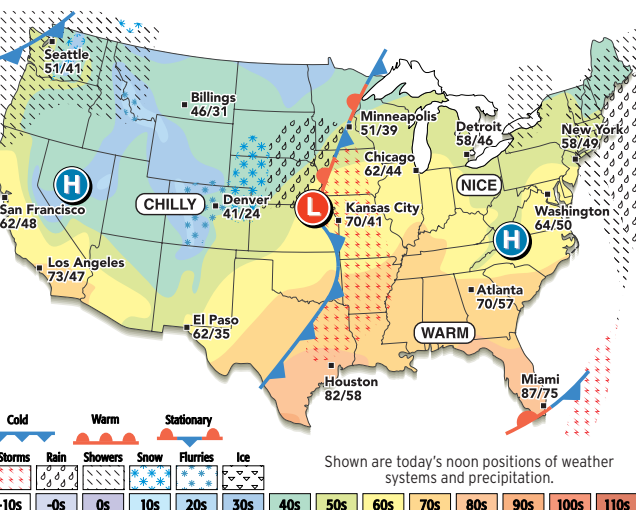 Seattle
51/41
Billings
46/31
Minneapolis
51/39
Detroit
58/46
New York
58/49
Chicago
62/44
H
CHILLY
Denver
41/24
L
Kansas City
70/41
NICE
San Francisco
62/48
Washington
64/50
H
Los Angeles
73/47
Atlanta
70/57
El Paso
62/35
WARM
Houston
82/58
Miami
87/75
Cold
Warm
Stationary
Storms
Rain
Showers
Snow
Flurries
Ice
Shown are today's noon positions of weather
systems and precipitation.
-10s
-0s
0s
10s
20s
30s
40s
50s
60s
70s
80s
90s
100s
110s